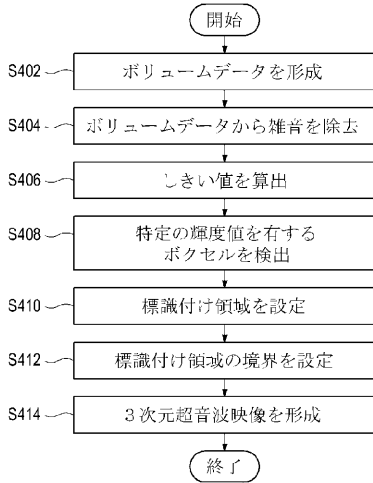 開始
S402
ボリュームデータを形成
S404
ボリュームデータから雑音を除去
S406
しきい値を算出
S408
特定の輝度値を有する
ボクセルを検出
S410
標識付け領域を設定
S412
標識付け領域の境界を設定
S414
3次元超音波映像を形成
終了